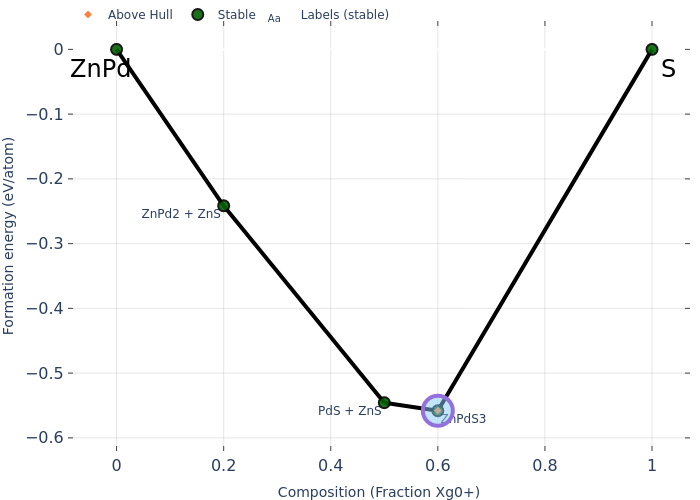 Above Hull Stable Aa Labels (stable)
0
ZnPd
S
−0.1
−0.2
ZnPd2 + ZnS
−0.3
−0.4
−0.5
PdS + ZnS
ZnPdS3
−0.6
0 0.2 0.4 0.6 0.8 1
Composition (Fraction Xg0+)
Formation energy (eV/atom)